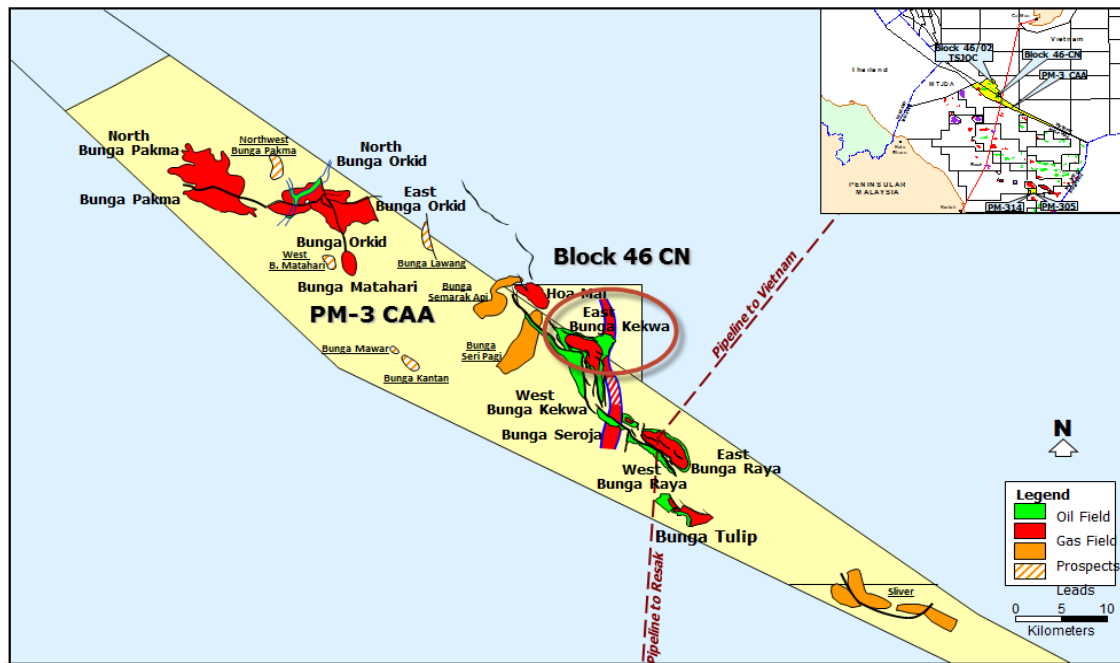 North
Bunga Pakma
Northwest
Bunga Pakma
North
Bunga Orkid
East
Bunga Orkid
Bunga Pakma
Bunga Orkid
West
B. Matahari
Bunga Matahari
Bunga Lawang
Bunga
Semarak Api
Block 46 CN
Hoa Mai
East
Bunga Kekwa
PM-3 CAA
Bunga Mawar
Bunga Kantan
Bunga
Seri Pagi
West
Bunga Kekwa
Bunga Seroja
East
Bunga Raya
West
Bunga Raya
Bunga Tulip
Sliver
Pipeline to Vietnam
Pipeline to Resak
N
Legend
Oil Field
Gas Field
Prospects
Leads
0 5 10
Kilometers
Vietnam
Block 46/02
TSJOC
Block 46-CN
PM-3 CAA
Thailand
MTJDA
PENINSULAR
MALAYSIA
PM-314
PM-305